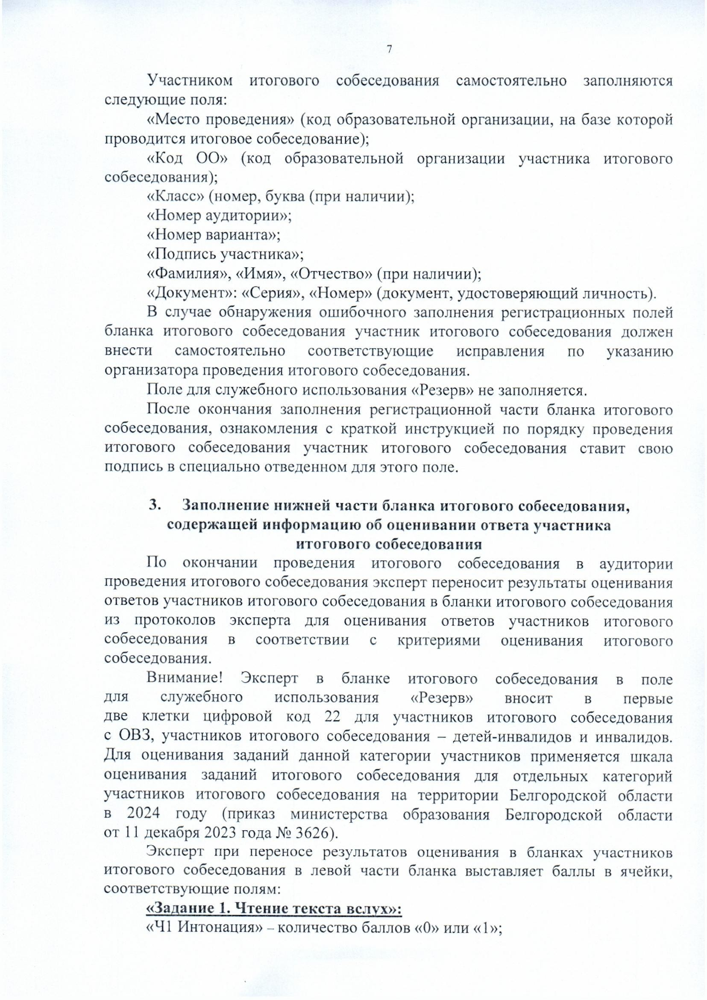 7
Участником итогового собеседования самостоятельно заполняются
следующие поля:
«Место проведения» (код образовательной организации, на базе которой
проводится итоговое собеседование);
«Код ОО» (код образовательной организации участника итогового
собеседования);
«Класс» (номер, буква (при наличии);
«Номер аудитории»;
«Номер варианта»;
«Подпись участника»;
«Фамилия», «Имя», «Отчество» (при наличии);
«Документ»: «Серия», «Номер» (документ, удостоверяющий личность).
В случае обнаружения ошибочного заполнения регистрационных полей
бланка итогового собеседования участник итогового собеседования должен
внести самостоятельно соответствующие исправления по указанию
организатора проведения итогового собеседования.
Поле для служебного использования «Резерв» не заполняется.
После окончания заполнения регистрационной части бланка итогового
собеседования, ознакомления с краткой инструкцией по порядку проведения
итогового собеседования участник итогового собеседования ставит свою
подпись в специально отведенном для этого поле.
3. Заполнение нижней части бланка итогового собеседования,
содержащей информацию об оценивании ответа участника
итогового собеседования
По окончании проведения итогового собеседования в аудитории
проведения итогового собеседования эксперт переносит результаты оценивания
ответов участников итогового собеседования в бланки итогового собеседования
из протоколов эксперта для оценивания ответов участников итогового
собеседования в соответствии с критериями оценивания итогового
собеседования.
Внимание! Эксперт в бланке итогового собеседования в поле
для служебного использования «Резерв» вносит в первые
две клетки цифровой код 22 для участников итогового собеседования
с ОВЗ, участников итогового собеседования – детей-инвалидов и инвалидов.
Для оценивания заданий данной категории участников применяется шкала
оценивания заданий итогового собеседования для отдельных категорий
участников итогового собеседования на территории Белгородской области
в 2024 году (приказ министерства образования Белгородской области
от 11 декабря 2023 года № 3626).
Эксперт при переносе результатов оценивания в бланках участников
итогового собеседования в левой части бланка выставляет баллы в ячейки,
соответствующие полям:
«Задание 1. Чтение текста вслух»:
«Ч1 Интонация» – количество баллов «0» или «1»;